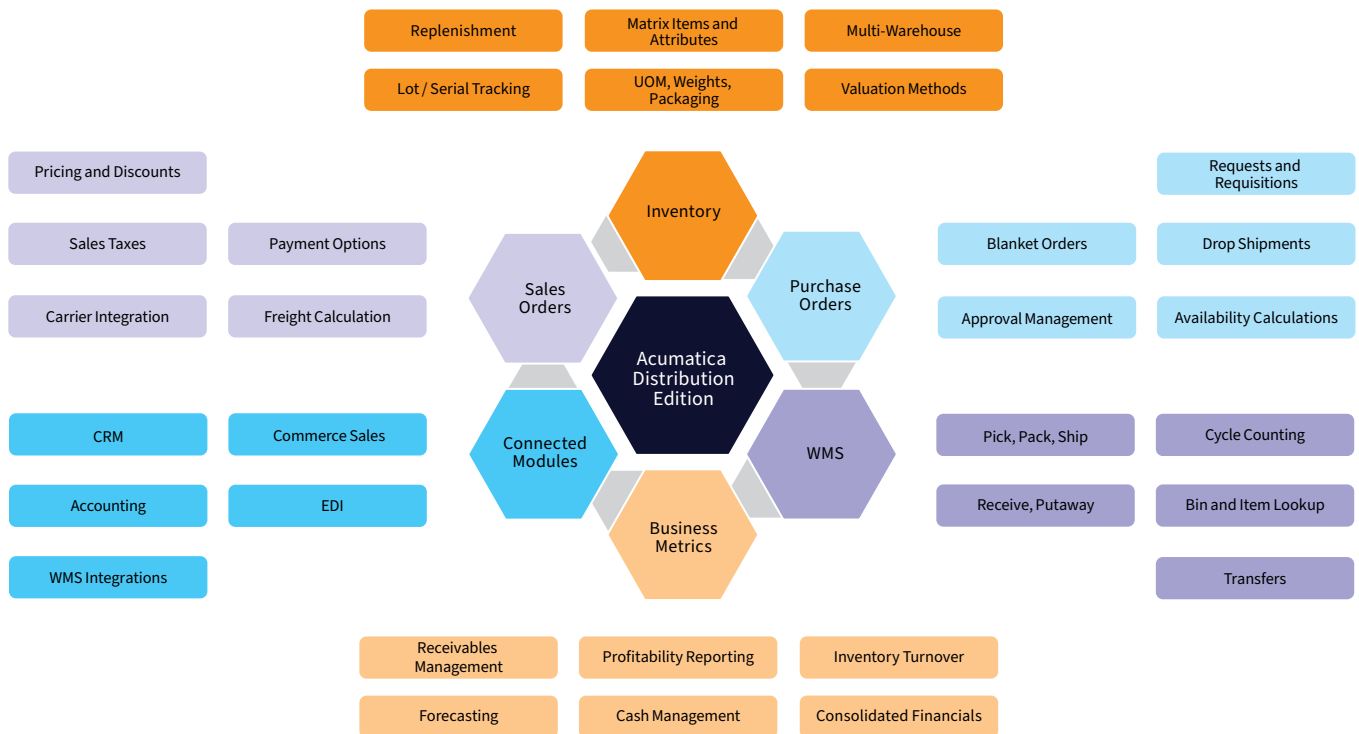 Replenishment
Matrix Items and
Attributes
Multi-Warehouse
Lot / Serial Tracking
UOM, Weights,
Packaging
Valuation Methods
Pricing and Discounts
Sales Taxes
Payment Options
Carrier Integration
Freight Calculation
Inventory
Sales
Orders
Purchase
Orders
Acumatica
Distribution
Edition
Connected
Modules
WMS
Business
Metrics
Requests and
Requisitions
Blanket Orders
Drop Shipments
Approval Management
Availability Calculations
CRM
Commerce Sales
Accounting
EDI
WMS Integrations
Pick, Pack, Ship
Cycle Counting
Receive, Putaway
Bin and Item Lookup
Transfers
Receivables
Management
Profitability Reporting
Inventory Turnover
Forecasting
Cash Management
Consolidated Financials